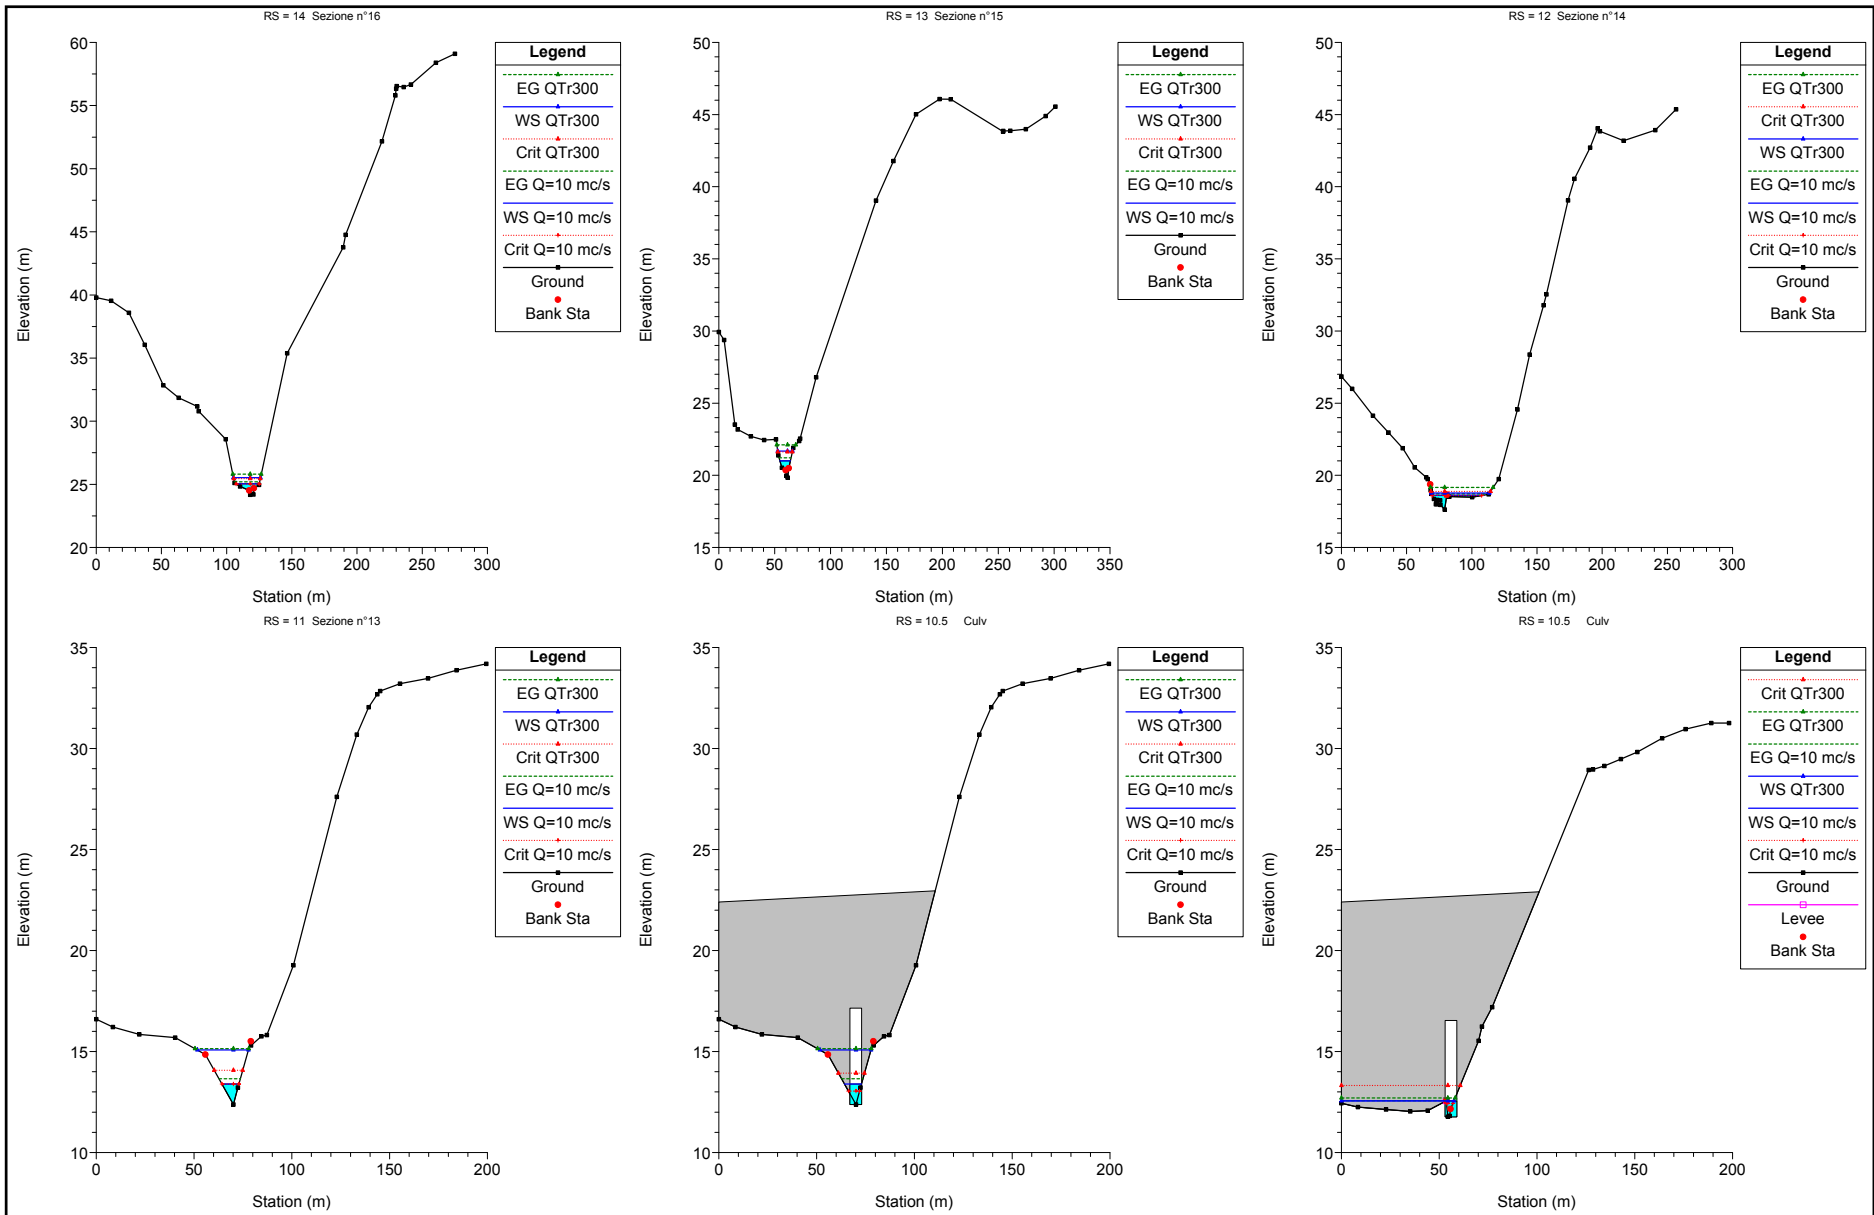 RS = 14 Sezione n°16
Elevation (m)
60
55
50
45
40
35
30
25
20
0 50 100 150 200 250 300
Station (m)
Legend
EG QTr300
WS QTr300
Crit QTr300
EG Q=10 mc/s
WS Q=10 mc/s
Crit Q=10 mc/s
Ground
Bank Sta
RS = 13 Sezione n°15
Elevation (m)
50
45
40
35
30
25
20
15
0 50 100 150 200 250 300 350
Station (m)
Legend
EG QTr300
WS QTr300
Crit QTr300
EG Q=10 mc/s
WS Q=10 mc/s
Ground
Bank Sta
RS = 12 Sezione n°14
Elevation (m)
50
45
40
35
30
25
20
15
0 50 100 150 200 250 300
Station (m)
Legend
EG QTr300
Crit QTr300
WS QTr300
EG Q=10 mc/s
WS Q=10 mc/s
Crit Q=10 mc/s
Ground
Bank Sta
RS = 11 Sezione n°13
Elevation (m)
35
30
25
20
15
10
0 50 100 150 200
Station (m)
Legend
EG QTr300
WS QTr300
Crit QTr300
EG Q=10 mc/s
WS Q=10 mc/s
Crit Q=10 mc/s
Ground
Bank Sta
RS = 10.5 Culv
Elevation (m)
35
30
25
20
15
10
0 50 100 150 200
Station (m)
Legend
EG QTr300
WS QTr300
Crit QTr300
EG Q=10 mc/s
WS Q=10 mc/s
Crit Q=10 mc/s
Ground
Bank Sta
RS = 10.5 Culv
Elevation (m)
35
30
25
20
15
10
0 50 100 150 200
Station (m)
Legend
Crit QTr300
EG QTr300
EG Q=10 mc/s
WS QTr300
WS Q=10 mc/s
Crit Q=10 mc/s
Ground
Levee
Bank Sta